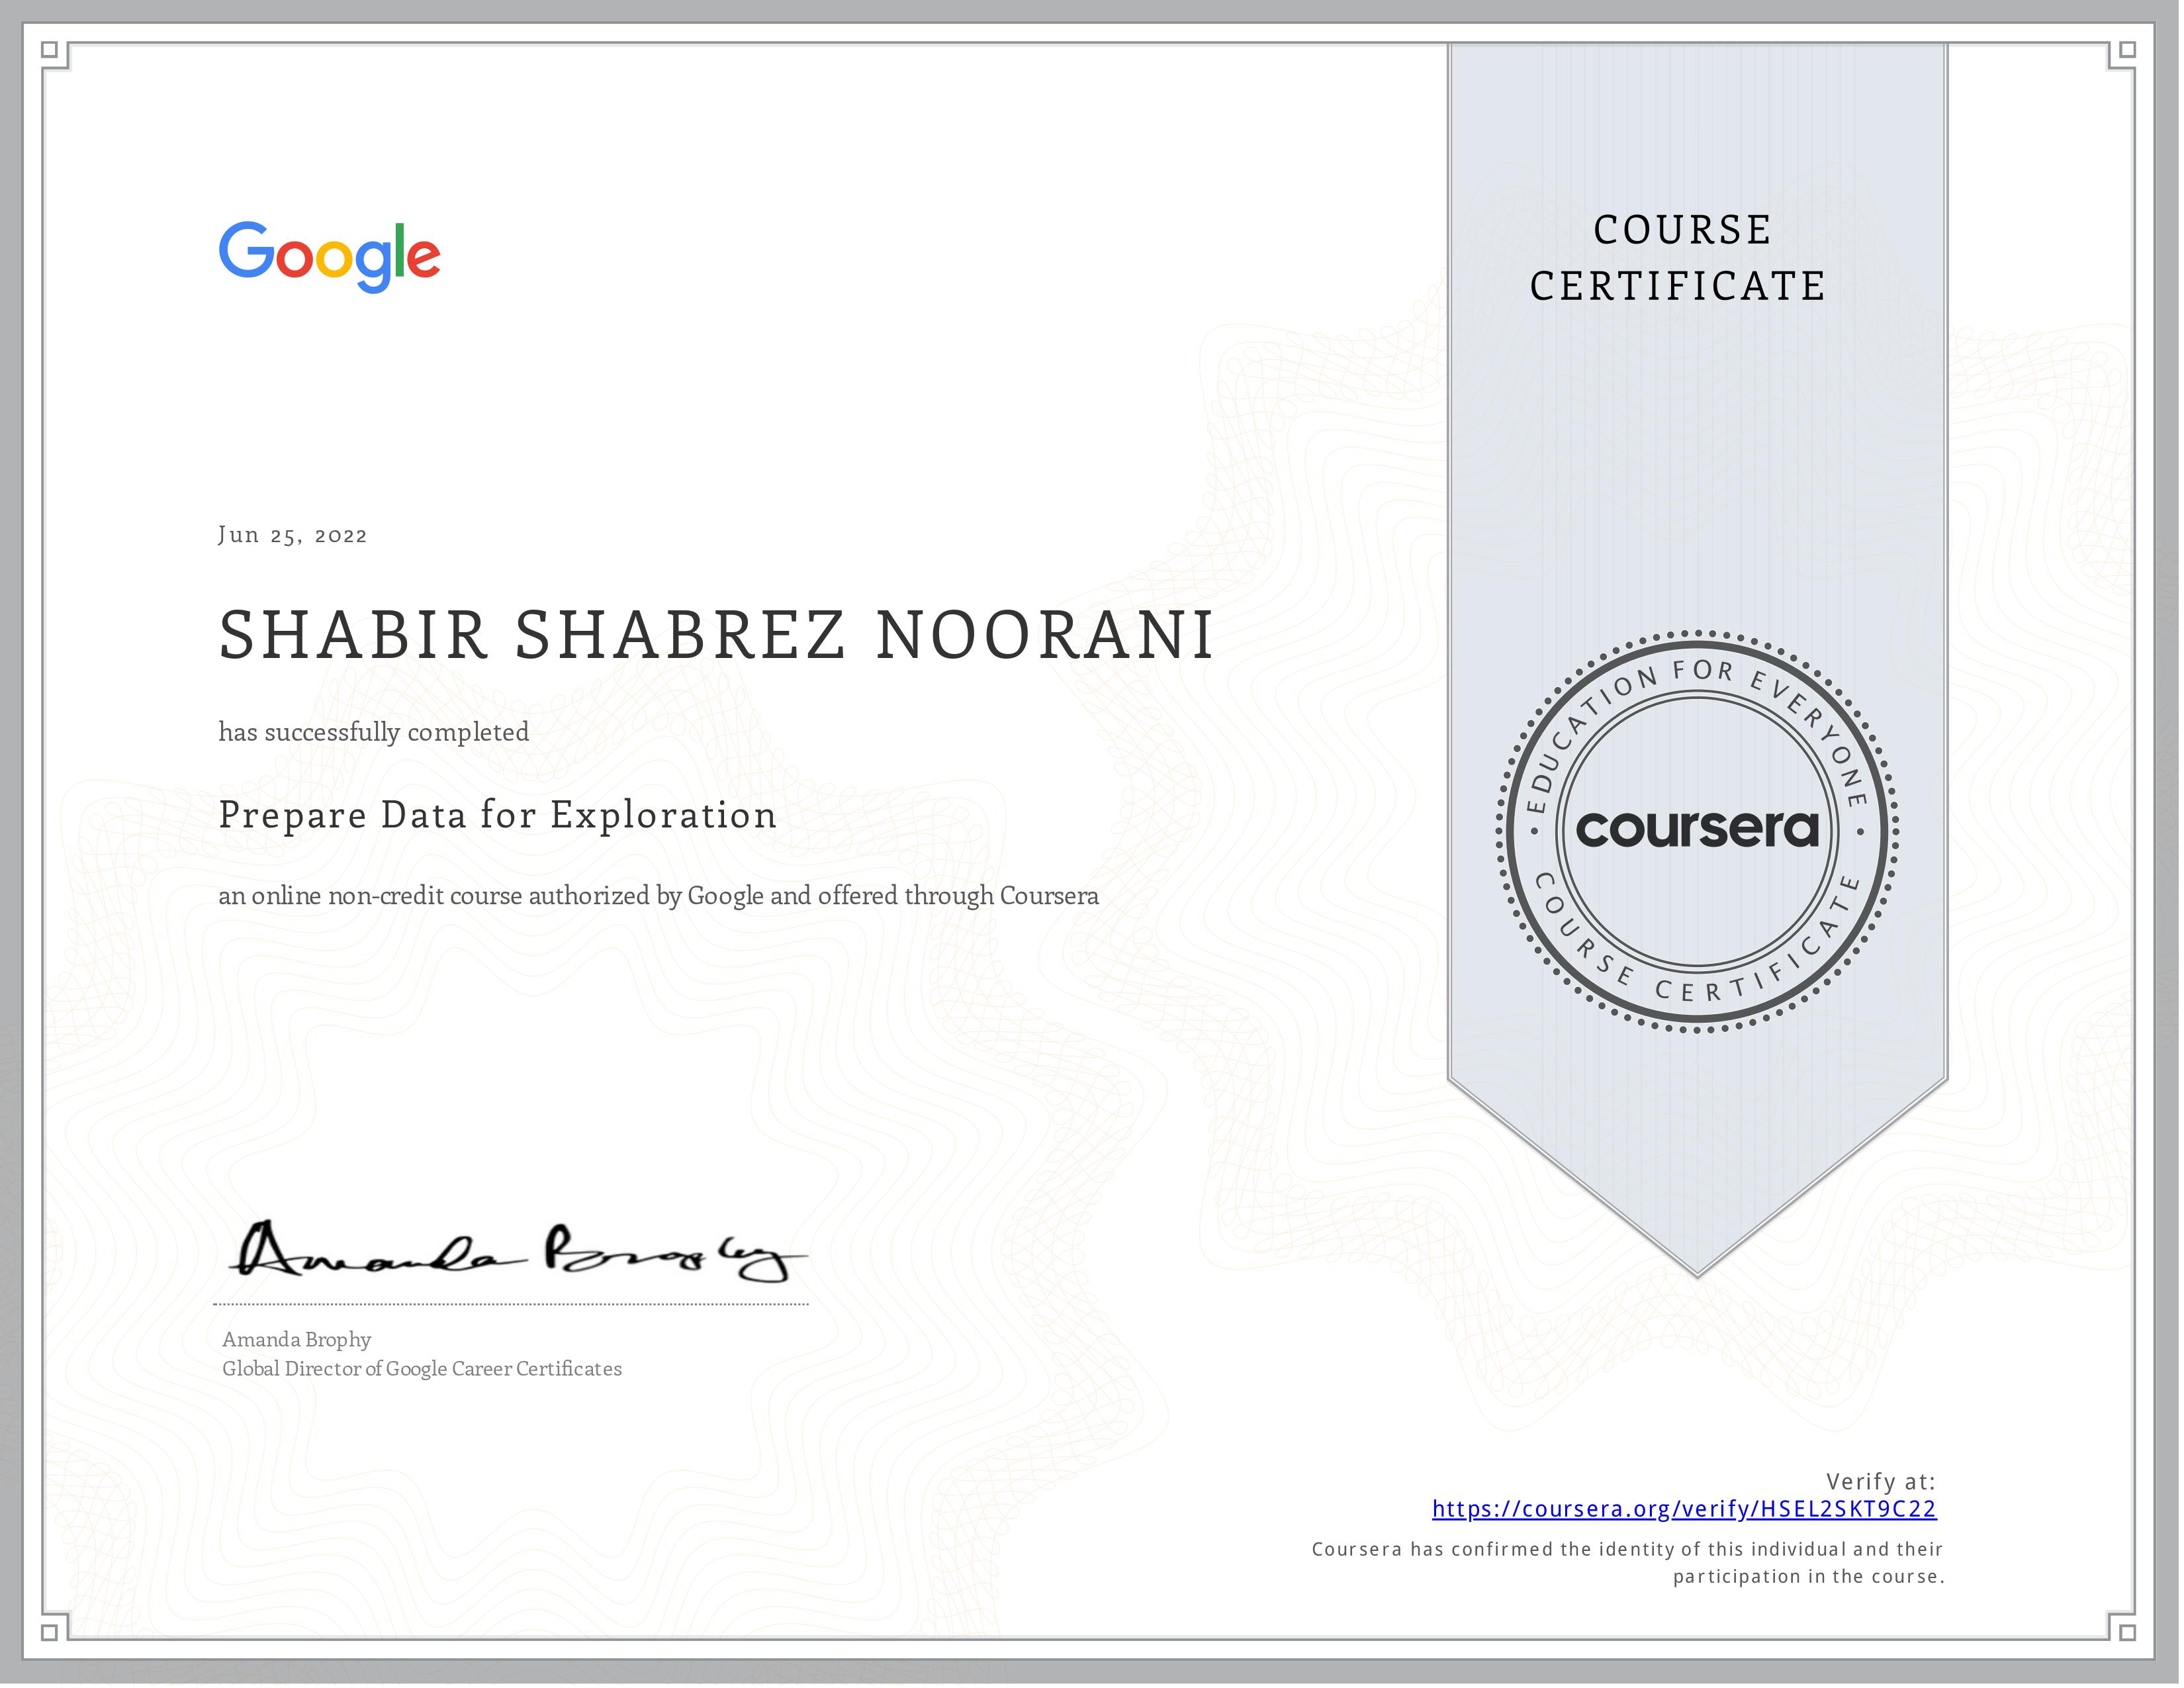 Google
COURSE
CERTIFICATE
Jun 25, 2022
SHABIR SHABREZ NOORANI
has successfully completed
Prepare Data for Exploration
an online non-credit course authorized by Google and offered through Coursera
EDUCATION FOR EVERYONE
coursera
COURSE CERTIFICATE
Amanda Brophy
Amanda Brophy
Global Director of Google Career Certificates
Verify at:
https://coursera.org/verify/HSEL2SKT9C22
Coursera has confirmed the identity of this individual and their
participation in the course.